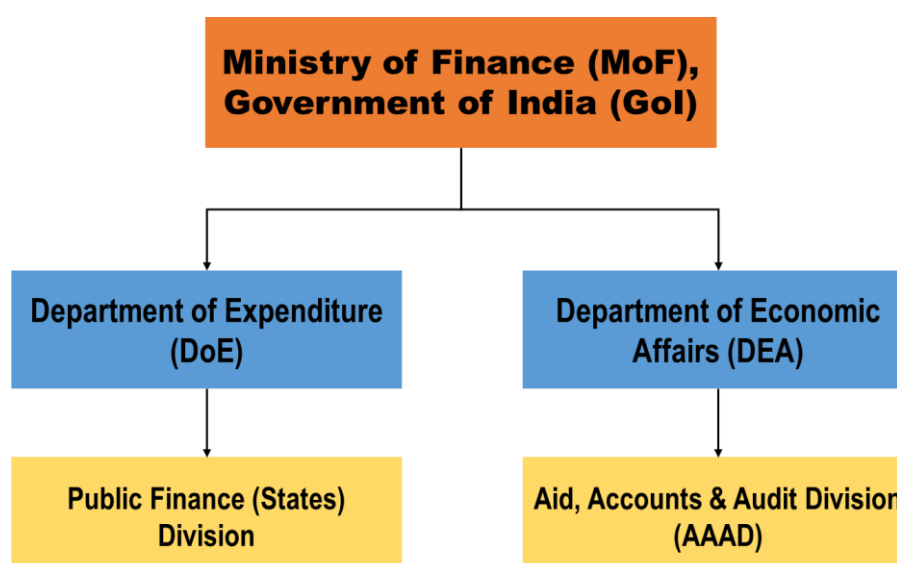 Ministry of Finance (MoF),
Government of India (GoI)
Department of Expenditure
(DoE)
Department of Economic
Affairs (DEA)
Public Finance (States)
Division
Aid, Accounts & Audit Division
(AAAD)